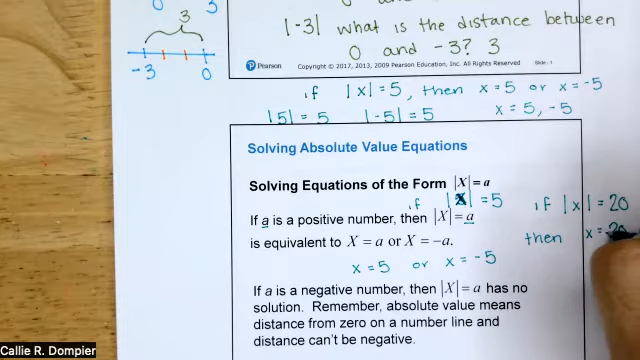 0
3
3
-3
0
|-3| what is the distance between
0 and -3? 3
Pearson Copyright © 2017, 2013, 2009 Pearson Education, Inc. All Rights Reserved Slide - 1
if |x| = 5, then x = 5 or x = -5
|5| = 5 |-5| = 5 x = 5, -5
Solving Absolute Value Equations
Solving Equations of the Form |X| = a
if |X| = 5
If a is a positive number, then |X| = a
is equivalent to X = a or X = −a.
x = 5 or x = -5
if |x| = 20
then x = -20
If a is a negative number, then |X| = a has no
solution. Remember, absolute value means
distance from zero on a number line and
distance can't be negative.
Callie R. Dompier